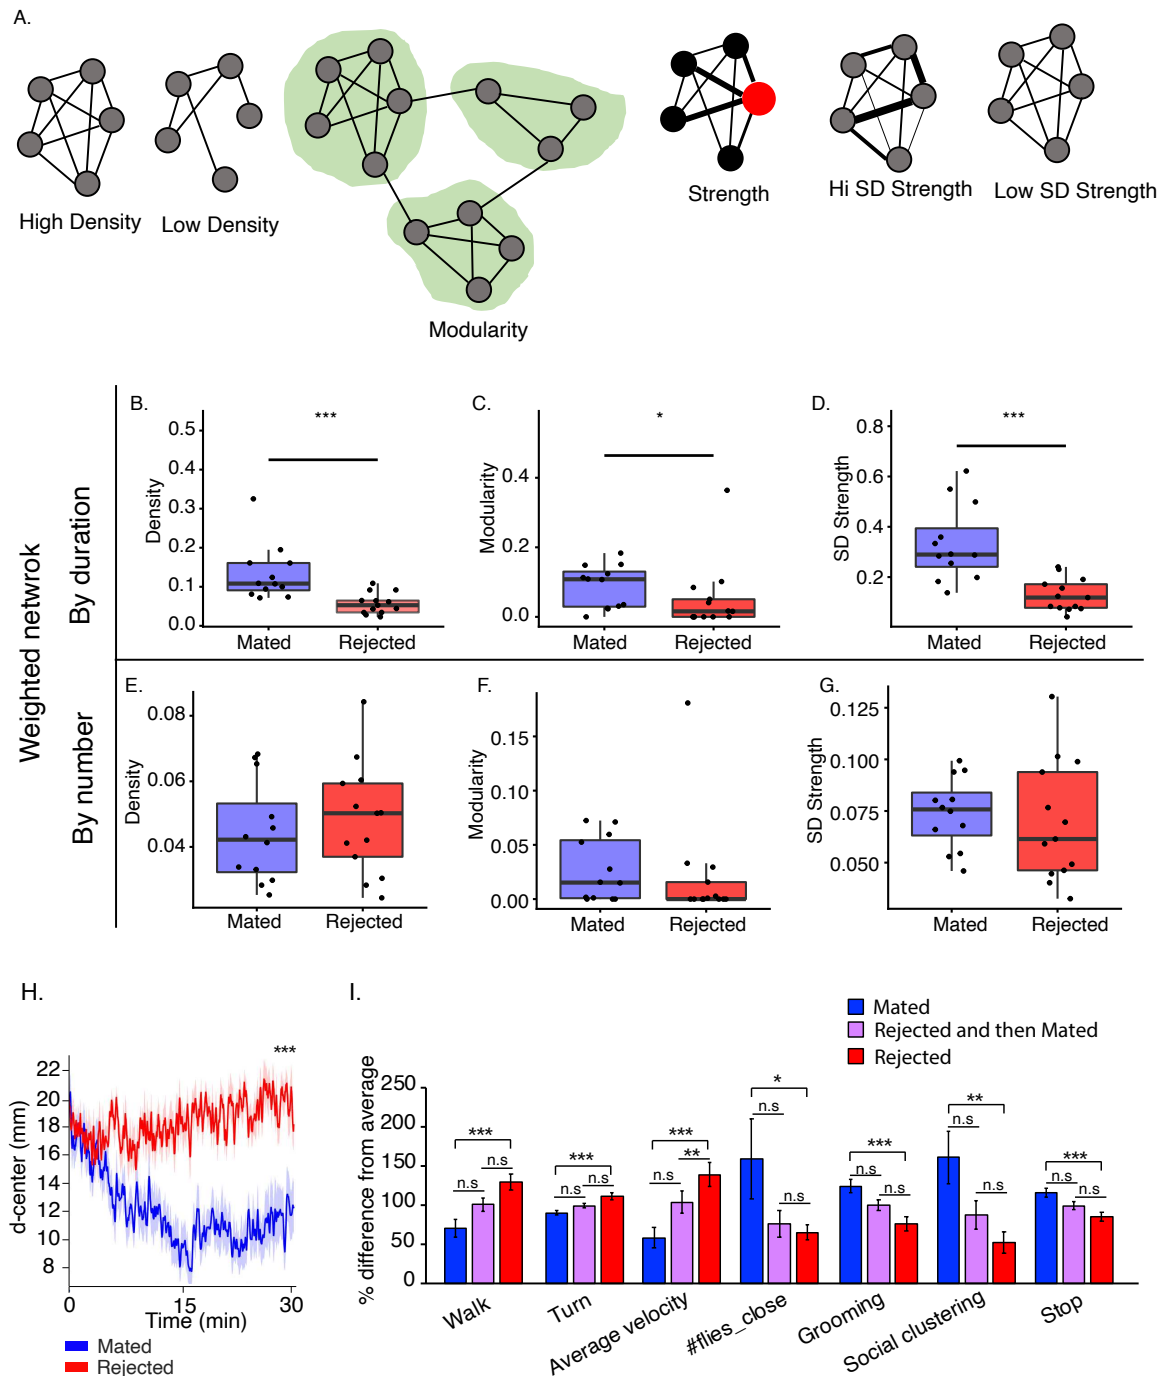 A.
High Density
Low Density
Modularity
Strength
Hi SD Strength
Low SD Strength
Weighted netwrok
By duration
By number
B.
***
Density
0.5
0.4
0.3
0.2
0.1
0.0
Mated
Rejected
C.
*
Modularity
0.4
0.2
0.0
Mated
Rejected
D.
***
SD Strength
0.8
0.6
0.4
0.2
Mated
Rejected
E.
Density
0.08
0.06
0.04
Mated
Rejected
F.
Modularity
0.15
0.10
0.05
0.00
Mated
Rejected
G.
SD Strength
0.125
0.100
0.075
0.050
Mated
Rejected
H.
***
d-center (mm)
22
20
18
16
14
12
10
8
0
15
30
Time (min)
Mated
Rejected
I.
Mated
Rejected and then Mated
Rejected
% difference from average
250
200
150
100
50
0
***
n.s
n.s
***
n.s
n.s
***
n.s
**
*
n.s
n.s
***
n.s
n.s
**
n.s
n.s
***
n.s
n.s
Walk
Turn
Average velocity
#flies_close
Grooming
Social clustering
Stop